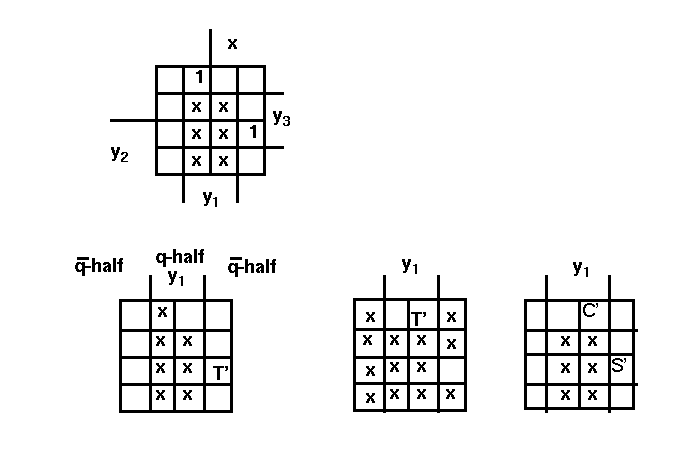 x
1
x x
y3
x x 1
y2
x x
y1
q̅-half q-half q̅-half
y1
x
x x
x x T'
x x
y1
x T' x
x x x x
x x x
x x x x
y1
C'
x x
x x S'
x x